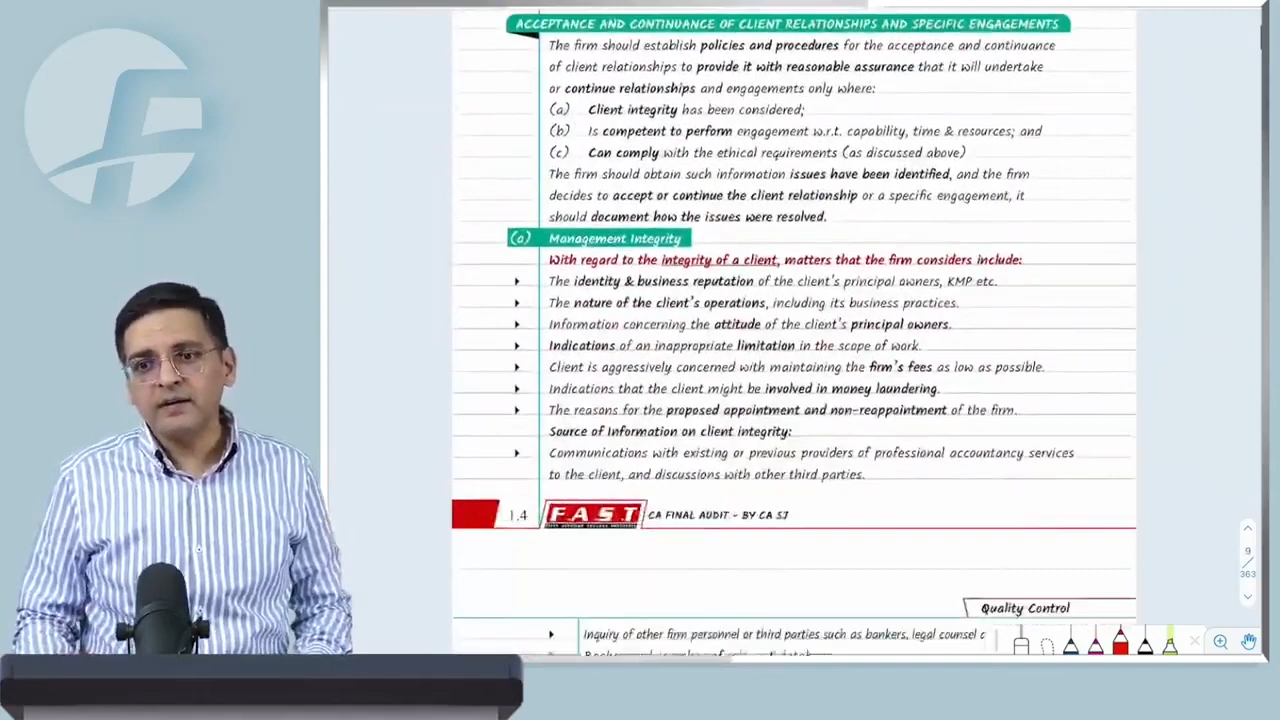 ACCEPTANCE AND CONTINUANCE OF CLIENT RELATIONSHIPS AND SPECIFIC ENGAGEMENTS
The firm should establish policies and procedures for the acceptance and continuance
of client relationships to provide it with reasonable assurance that it will undertake
or continue relationships and engagements only where:
(a) Client integrity has been considered;
(b) Is competent to perform engagement w.r.t. capability, time & resources; and
(c) Can comply with the ethical requirements (as discussed above)
The firm should obtain such information issues have been identified, and the firm
decides to accept or continue the client relationship or a specific engagement, it
should document how the issues were resolved.
(a) Management Integrity
With regard to the integrity of a client, matters that the firm considers include:
The identity & business reputation of the client's principal owners, KMP etc.
The nature of the client's operations, including its business practices.
Information concerning the attitude of the client's principal owners.
Indications of an inappropriate limitation in the scope of work.
Client is aggressively concerned with maintaining the firm's fees as low as possible.
Indications that the client might be involved in money laundering.
The reasons for the proposed appointment and non-reappointment of the firm.
Source of Information on client integrity:
Communications with existing or previous providers of professional accountancy services
to the client, and discussions with other third parties.
1.4 F.A.S.T CA FINAL AUDIT - BY CA SJ
9
363
Quality Control
Inquiry of other firm personnel or third parties such as bankers, legal counsel